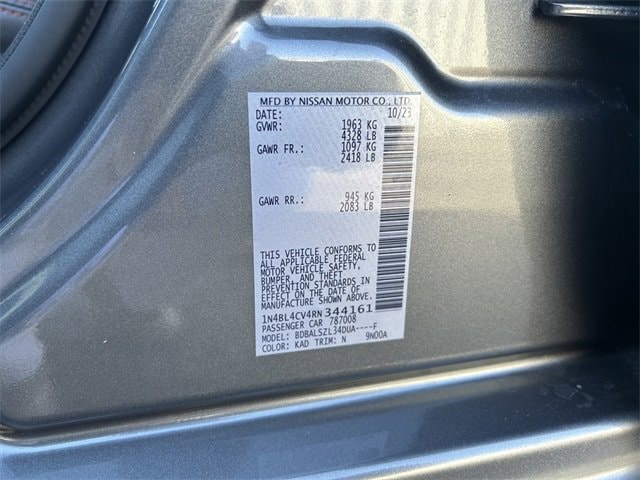 MFD BY NISSAN MOTOR CO., LTD.
DATE: 10/23
GVWR: 1963 KG
4328 LB
GAWR FR.: 1097 KG
2418 LB
GAWR RR.: 945 KG
2083 LB
THIS VEHICLE CONFORMS TO
ALL APPLICABLE FEDERAL
MOTOR VEHICLE SAFETY,
BUMPER, AND THEFT
PREVENTION STANDARDS IN
EFFECT ON THE DATE OF
MANUFACTURE SHOWN ABOVE.
1N4BL4CV4RN344161
PASSENGER CAR 787008
MODEL: BDBALSZL34DUA----F
COLOR: KAD TRIM: N 9N00A